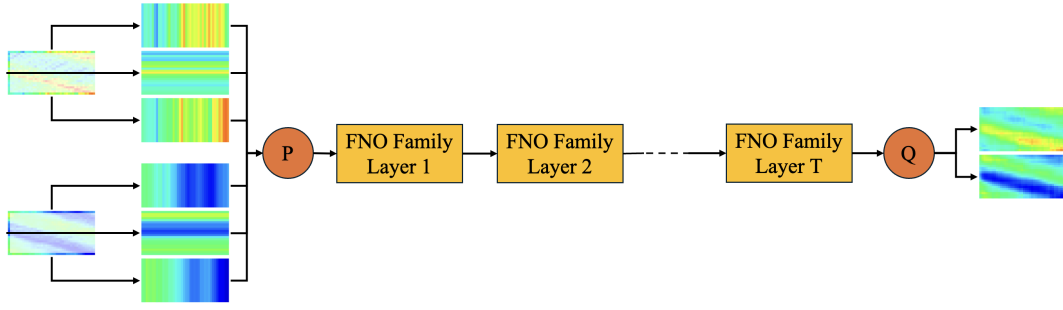 P
FNO Family
Layer 1
FNO Family
Layer 2
FNO Family
Layer T
Q